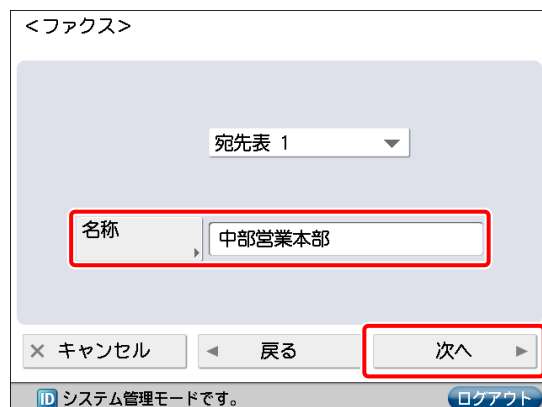 <ファクス>
宛先表 1
名称
中部営業本部
× キャンセル
戻る
次へ
ID システム管理モードです。
ログアウト